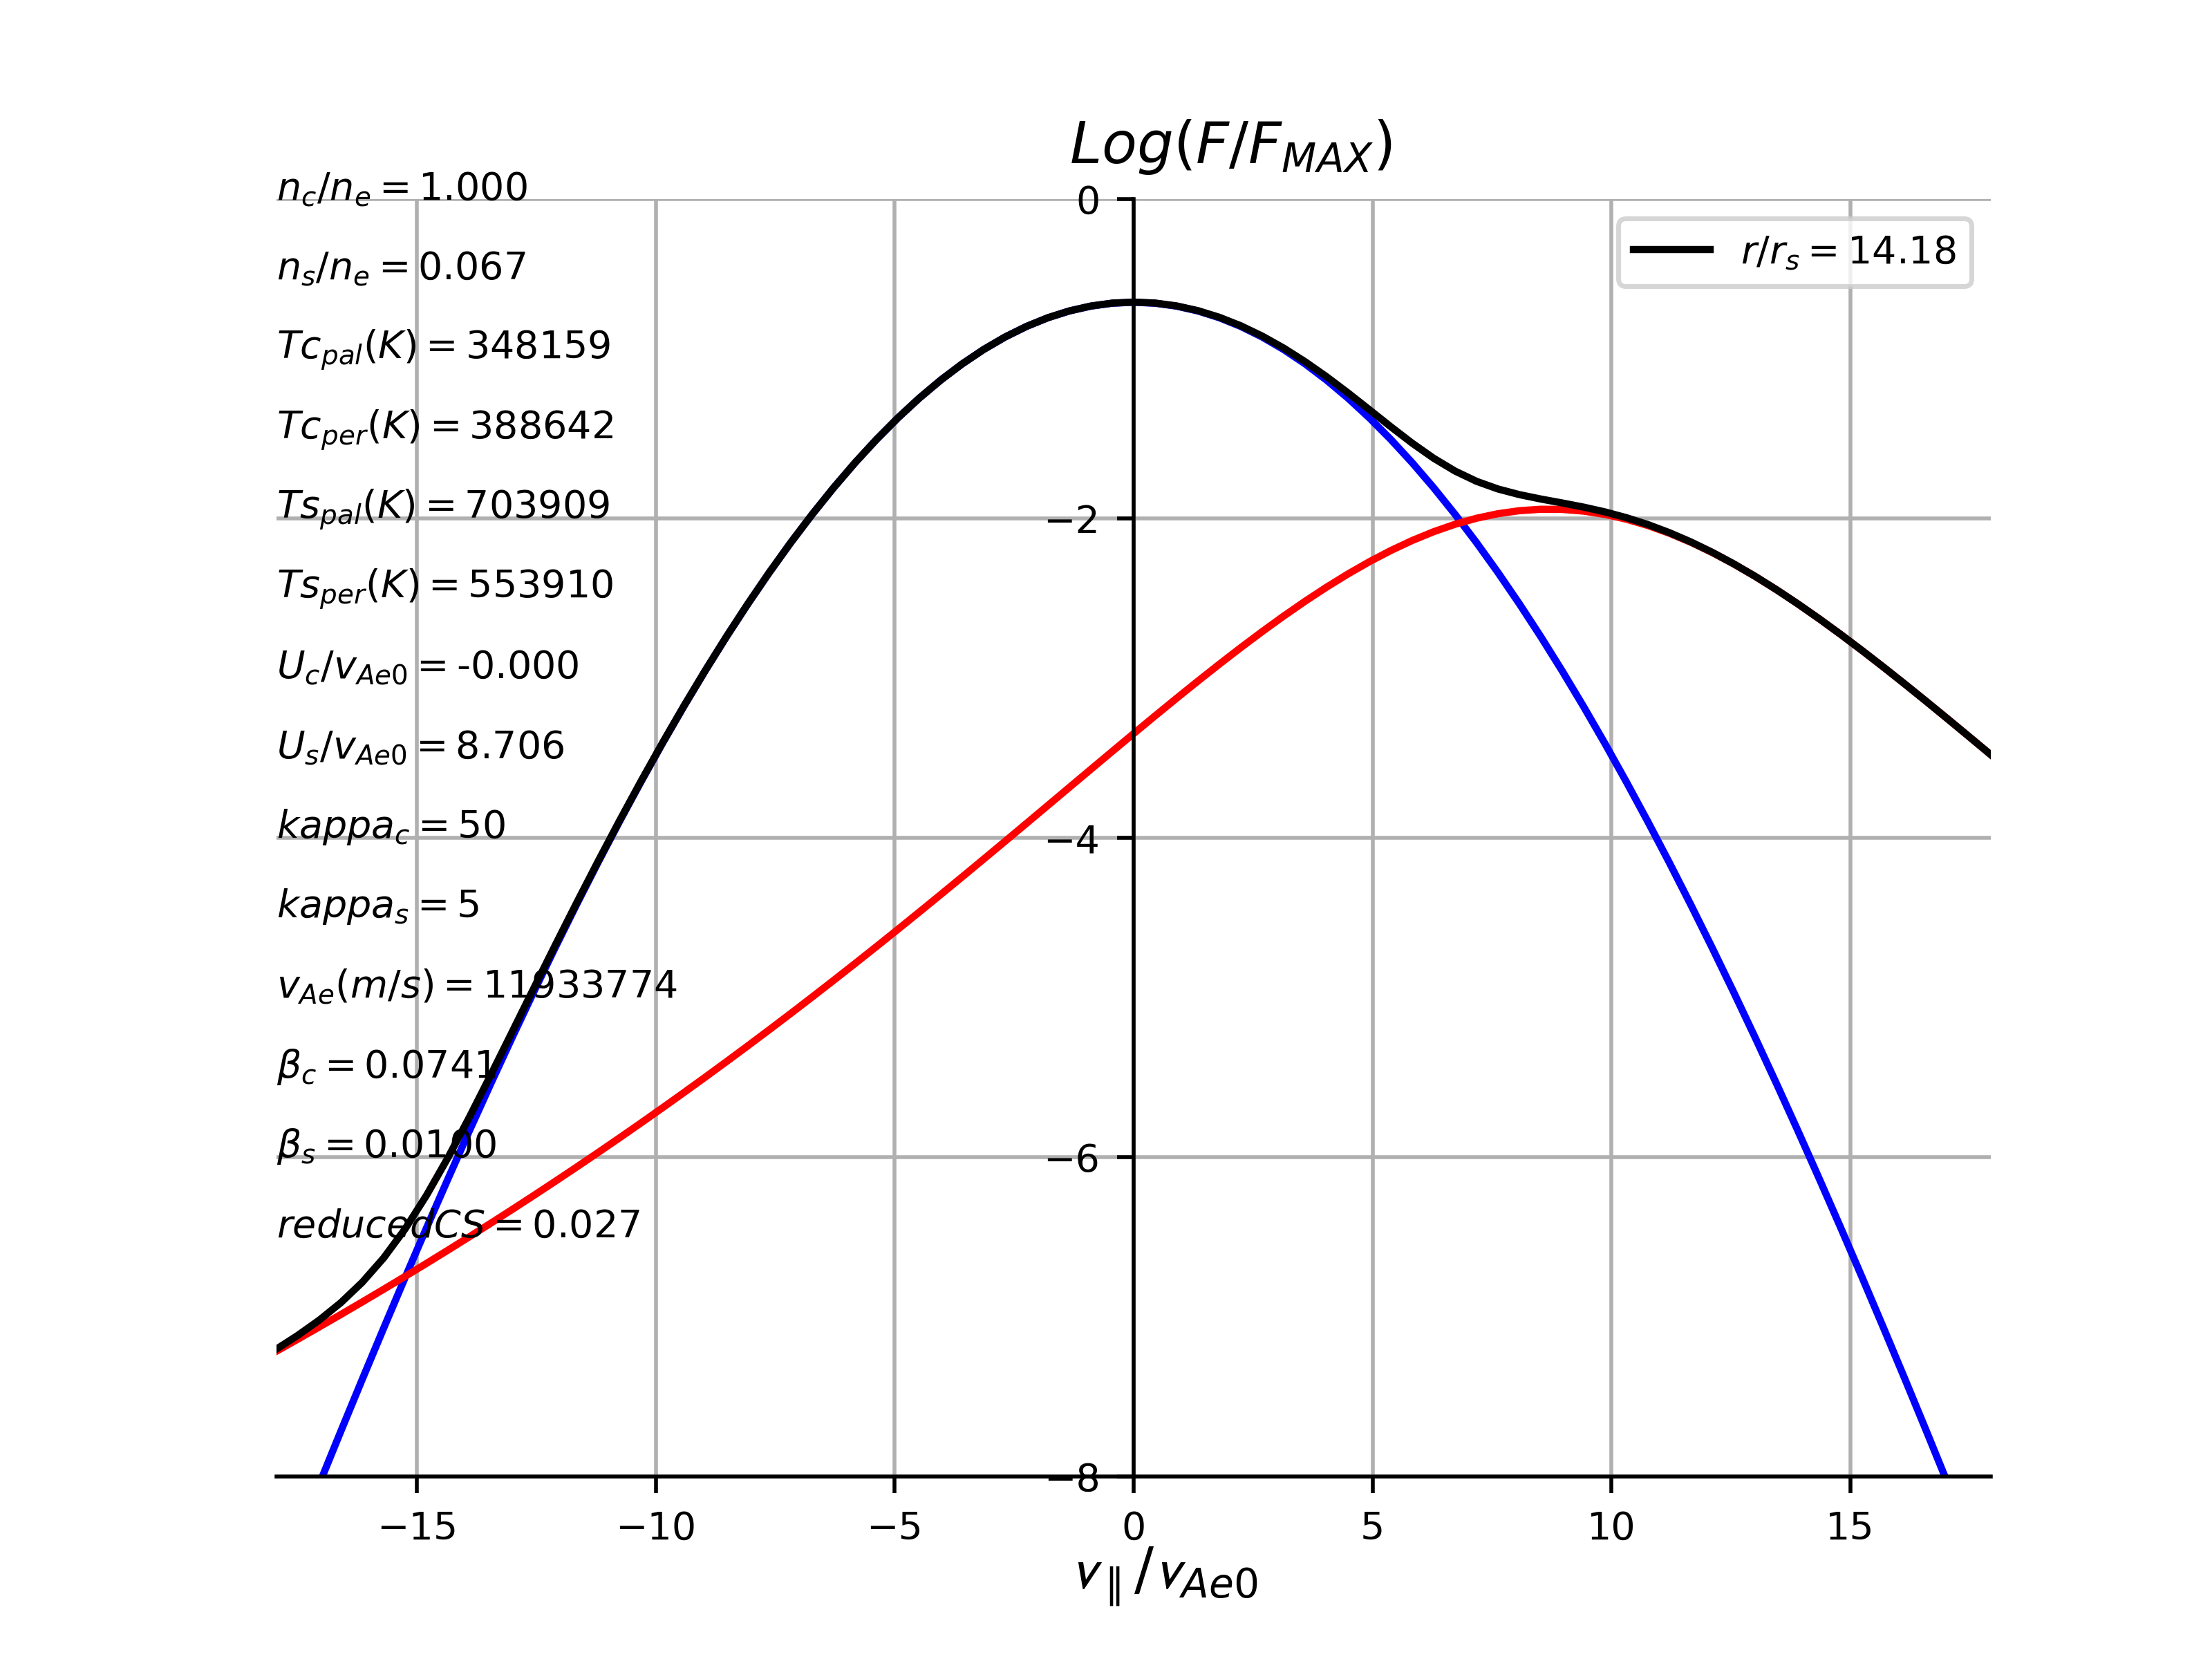 Log(F/F_MAX)
n_c/n_e = 1.000
n_s/n_e = 0.067
Tc_pal(K) = 348159
Tc_per(K) = 388642
Ts_pal(K) = 703909
Ts_per(K) = 553910
U_c/v_Ae0 = -0.000
U_s/v_Ae0 = 8.706
kappa_c = 50
kappa_s = 5
v_Ae(m/s) = 11933774
β_c = 0.0741
β_s = 0.0100
reducedCS = 0.027
r/r_s = 14.18
0
−2
−4
−6
−8
−15 −10 −5 0 5 10 15
v_∥/v_Ae0